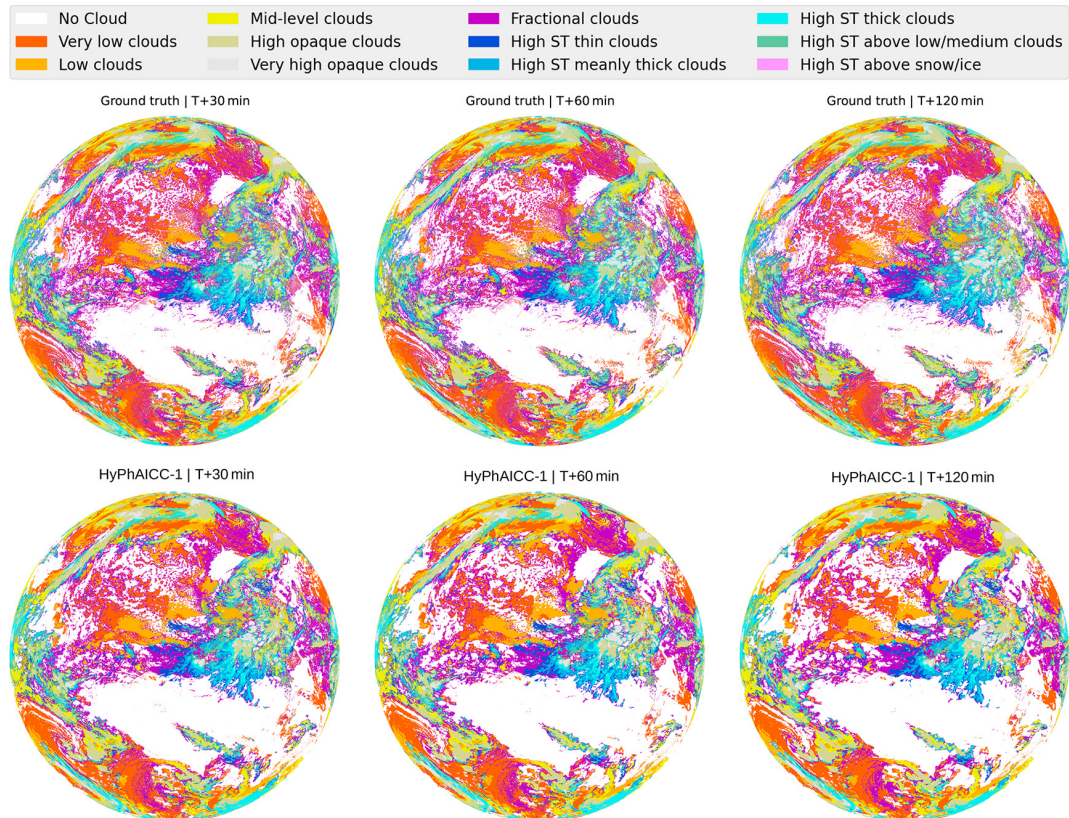 No Cloud
Very low clouds
Low clouds
Mid-level clouds
High opaque clouds
Very high opaque clouds
Fractional clouds
High ST thin clouds
High ST meanly thick clouds
High ST thick clouds
High ST above low/medium clouds
High ST above snow/ice
Ground truth | T+30 min
Ground truth | T+60 min
Ground truth | T+120 min
HyPhAICC-1 | T+30 min
HyPhAICC-1 | T+60 min
HyPhAICC-1 | T+120 min